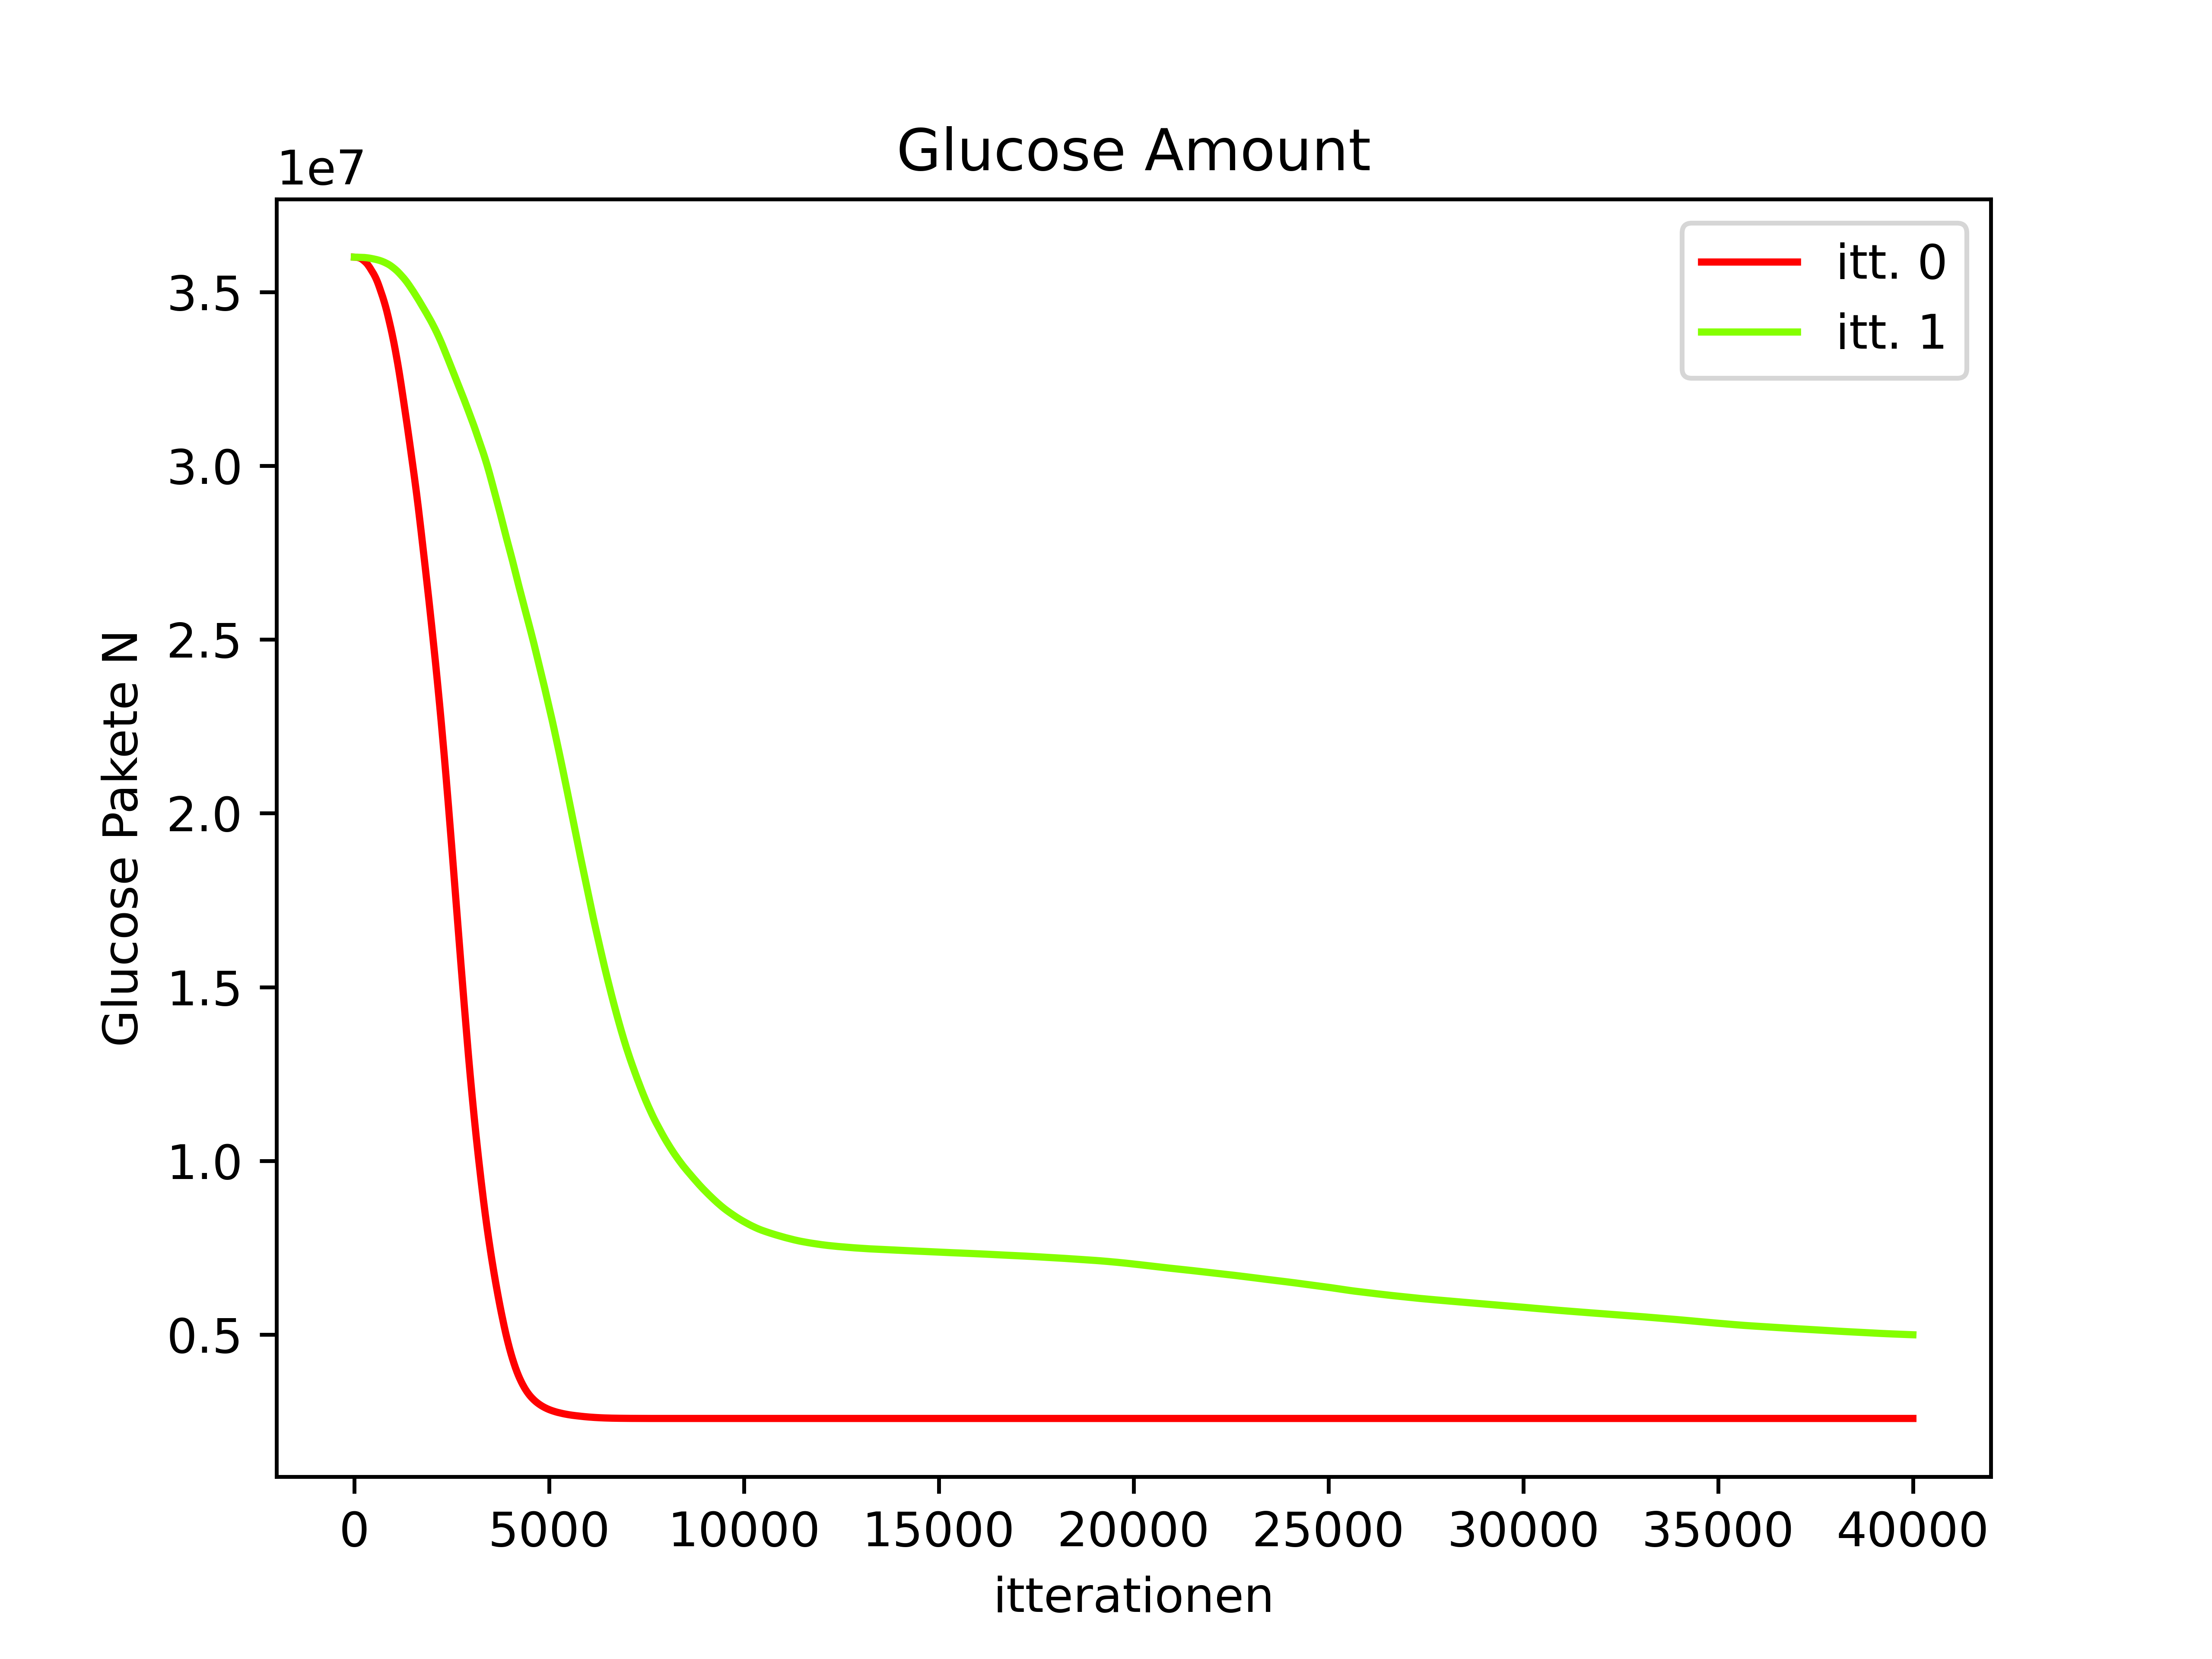 Glucose Amount
1e7
itt. 0
itt. 1
3.5
3.0
2.5
2.0
1.5
1.0
0.5
Glucose Pakete N
0 5000 10000 15000 20000 25000 30000 35000 40000
itterationen